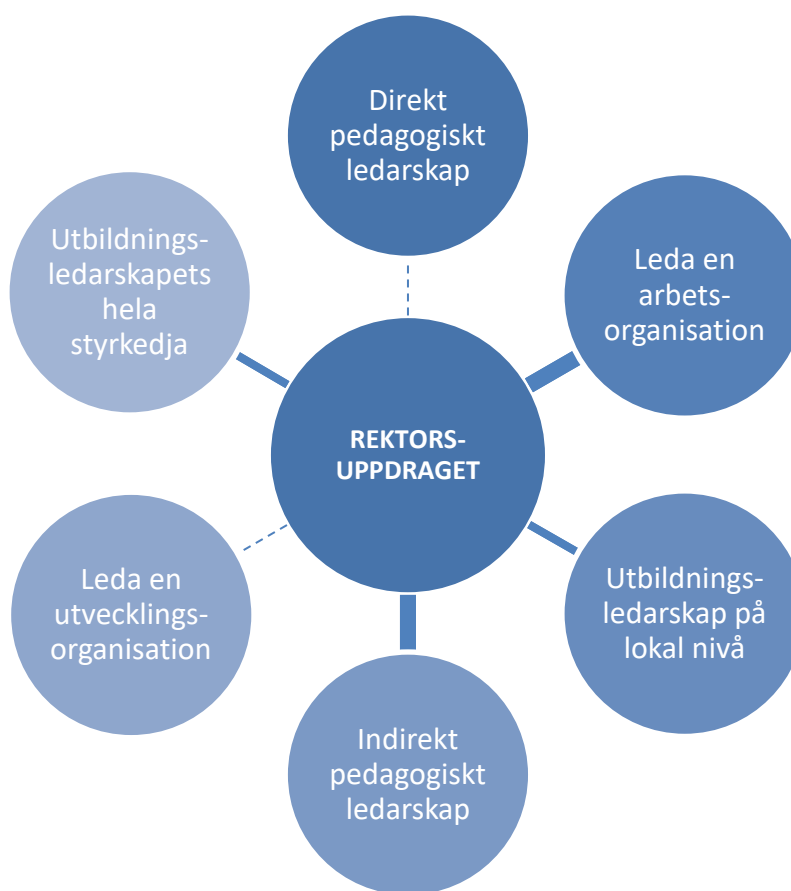 Direkt
pedagogiskt
ledarskap
Utbildnings-
ledarskapets
hela
styrkedja
Leda en
arbets-
organisation
REKTORS-
UPPDRAGET
Leda en
utvecklings-
organisation
Utbildnings-
ledarskap på
lokal nivå
Indirekt
pedagogiskt
ledarskap